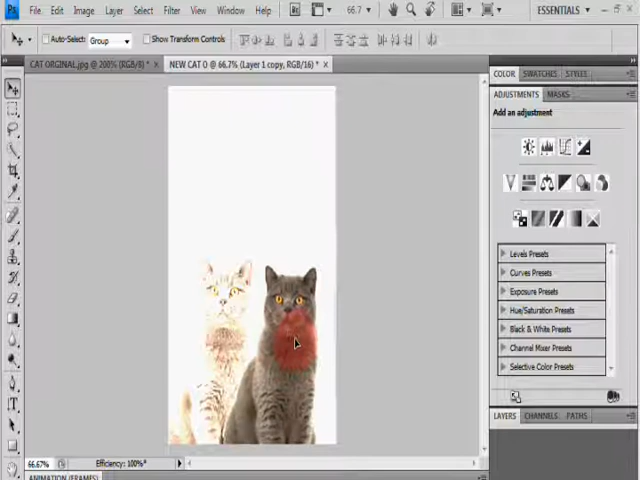 Ps File Edit Image Layer Select Filter View Window Help Br 66.7 ESSENTIALS
Auto-Select: Group Show Transform Controls
CAT ORGINAL.jpg @ 200% (RGB/8) * × NEW CAT O @ 66.7% (Layer 1 copy, RGB/16) * ×
COLOR SWATCHES STYLES
ADJUSTMENTS MASKS
Add an adjustment
Levels Presets
Curves Presets
Exposure Presets
Hue/Saturation Presets
Black & White Presets
Channel Mixer Presets
Selective Color Presets
LAYERS CHANNELS PATHS
66.67% Efficiency: 100%*
ANIMATION (FRAMES)